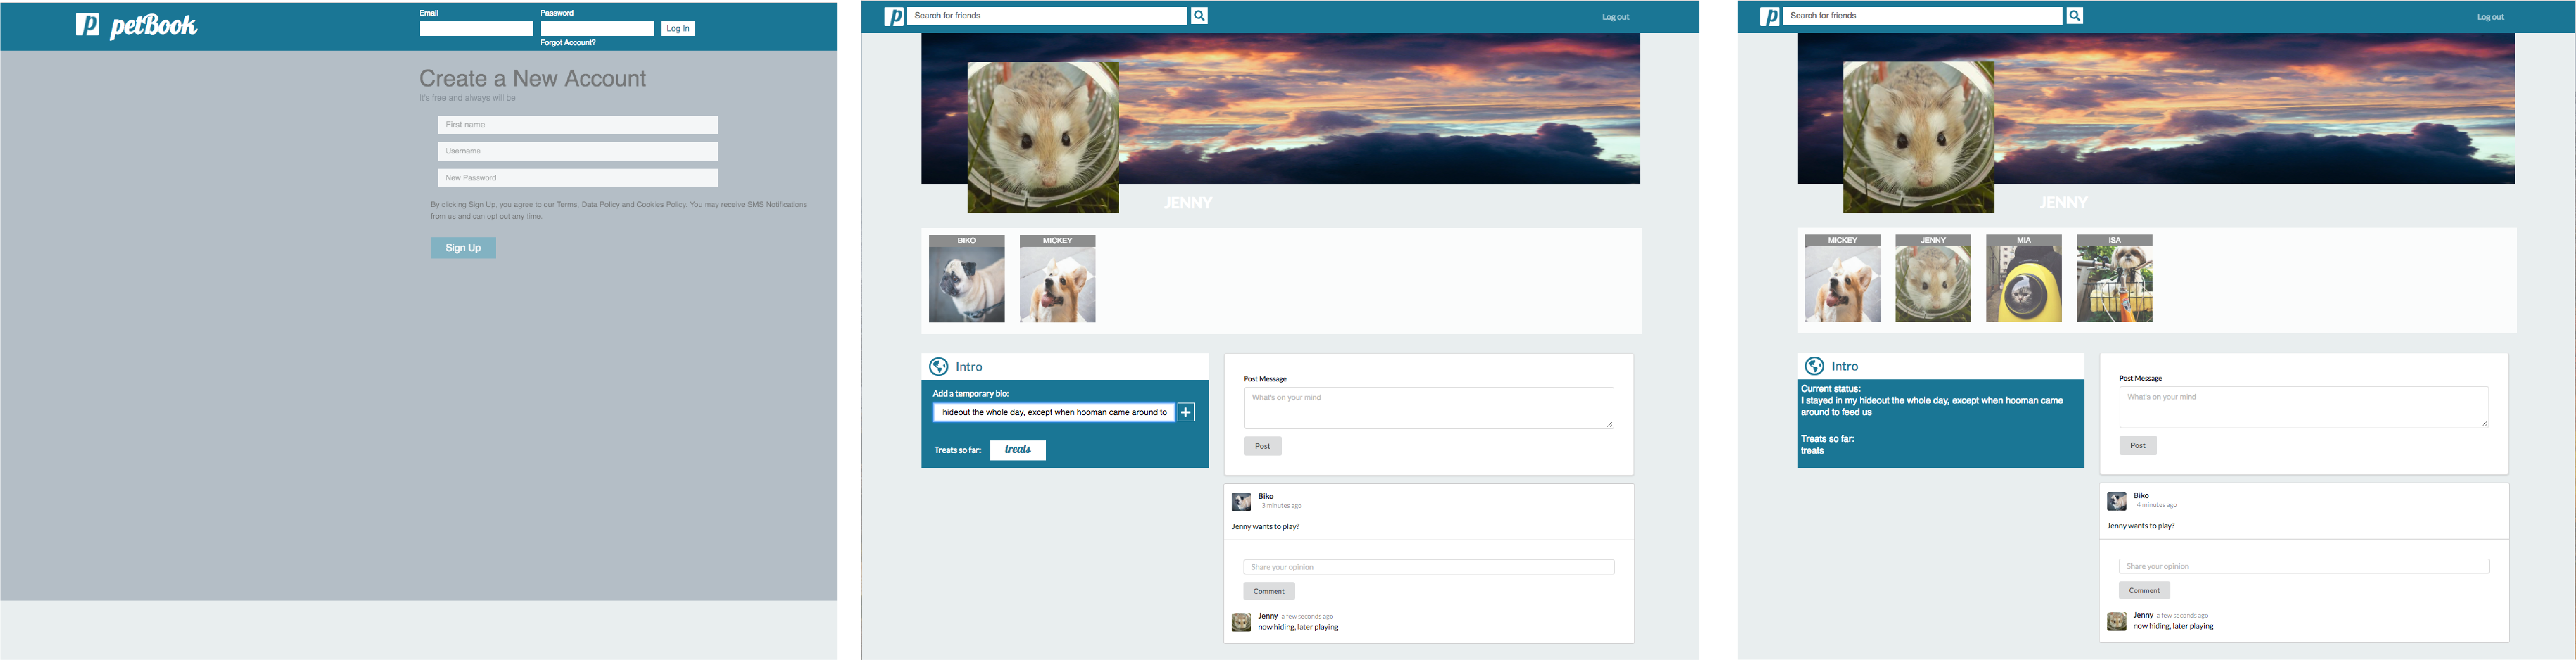 p petBook
Email
Password
Log In
Forgot Account?
Create a New Account
It's free and always will be
First name
Username
New Password
By clicking Sign Up, you agree to our Terms, Data Policy and Cookies Policy. You may receive SMS Notifications
from us and can opt out any time.
Sign Up
p Search for friends
Log out
JENNY
BIKO
MICKEY
Intro
Add a temporary bio:
hideout the whole day, except when hooman came around to
Treats so far: treats
Post Message
What's on your mind
Post
Biko
3 minutes ago
Jenny wants to play?
Share your opinion
Comment
Jenny a few seconds ago
now hiding, later playing
p Search for friends
Log out
JENNY
MICKEY
JENNY
MIA
ISA
Intro
Current status:
I stayed in my hideout the whole day, except when hooman came
around to feed us
Treats so far:
treats
Post Message
What's on your mind
Post
Biko
4 minutes ago
Jenny wants to play?
Share your opinion
Comment
Jenny a few seconds ago
now hiding, later playing